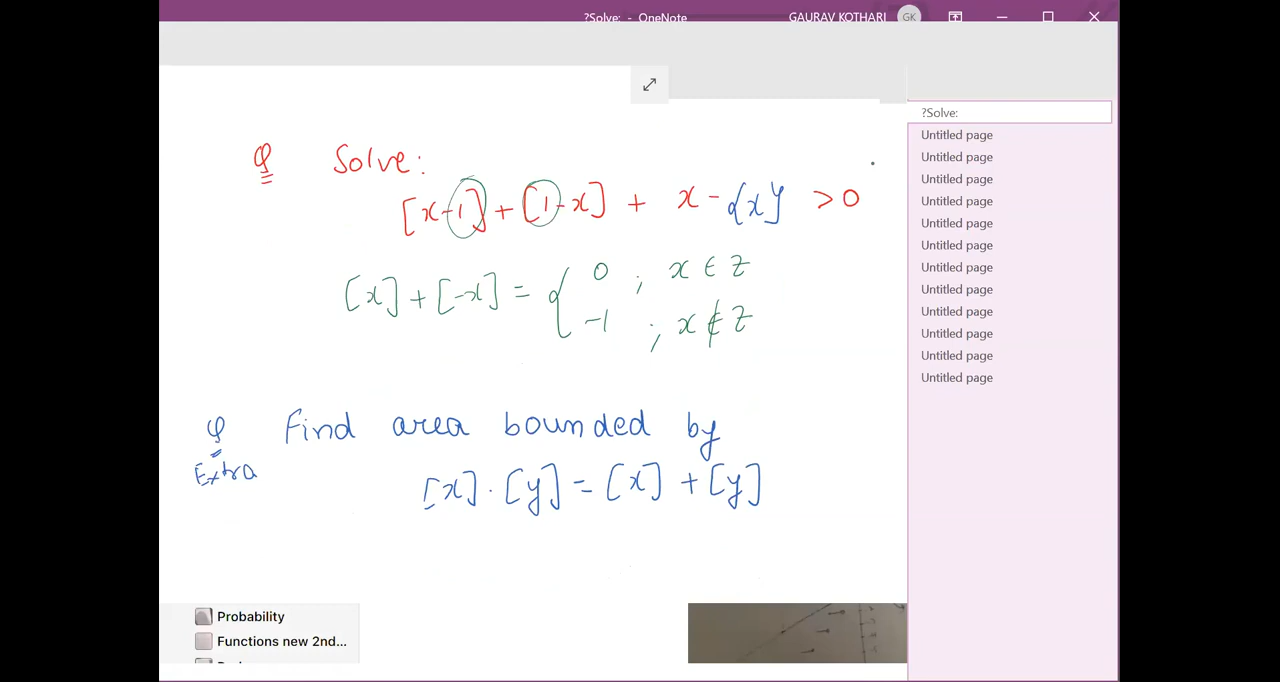 ?Solve: - OneNote GAURAV KOTHARI GK
?Solve:
Untitled page
Untitled page
Untitled page
Untitled page
Untitled page
Untitled page
Untitled page
Untitled page
Untitled page
Untitled page
Untitled page
Untitled page
Q Solve:
[x-1] + [1-x] + x - {x} > 0
[x] + [-x] = { 0 ; x ∈ Z
-1 ; x ∉ Z
Q Find area bounded by
Extra
[x] . [y] = [x] + [y]
Probability
Functions new 2nd...